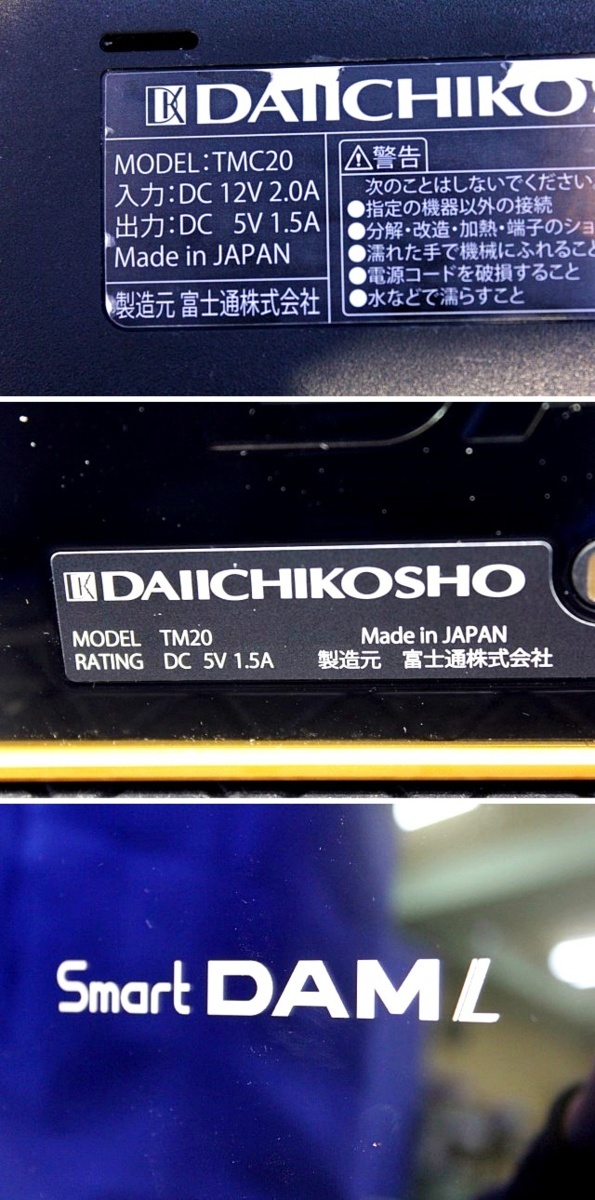 DK DAIICHIKO
MODEL:TMC20
入力:DC 12V 2.0A
出力:DC 5V 1.5A
Made in JAPAN
製造元 富士通株式会社
警告
次のことはしないでください。
●指定の機器以外の接続
●分解・改造・加熱・端子のショ
●濡れた手で機械にふれること
●電源コードを破損すること
●水などで濡らすこと
DK DAIICHIKOSHO
MODEL TM20
RATING DC 5V 1.5A
Made in JAPAN
製造元 富士通株式会社
Smart DAM L